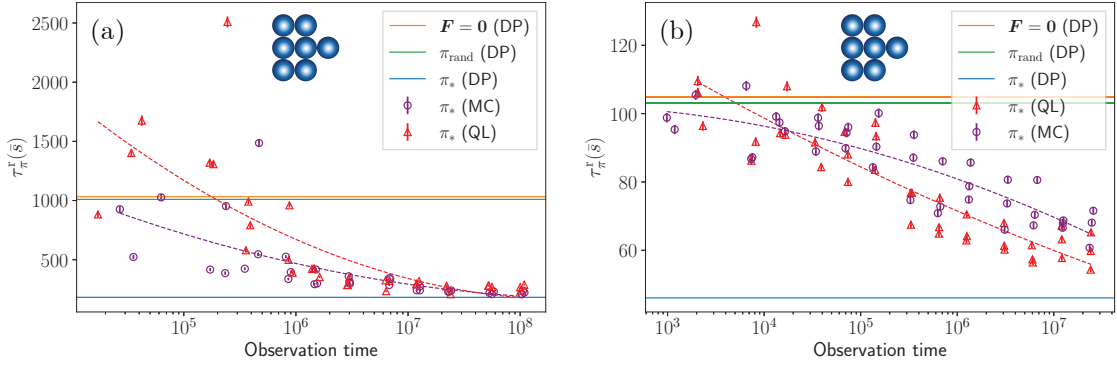 (a)
F = 0 (DP)
π_rand (DP)
π_* (DP)
π_* (MC)
π_* (QL)
2500
2000
1500
1000
500
τ^r_π(s̄)
10^5
10^6
10^7
10^8
Observation time
(b)
F = 0 (DP)
π_rand (DP)
π_* (DP)
π_* (QL)
π_* (MC)
120
100
80
60
τ^r_π(s̄)
10^3
10^4
10^5
10^6
10^7
Observation time